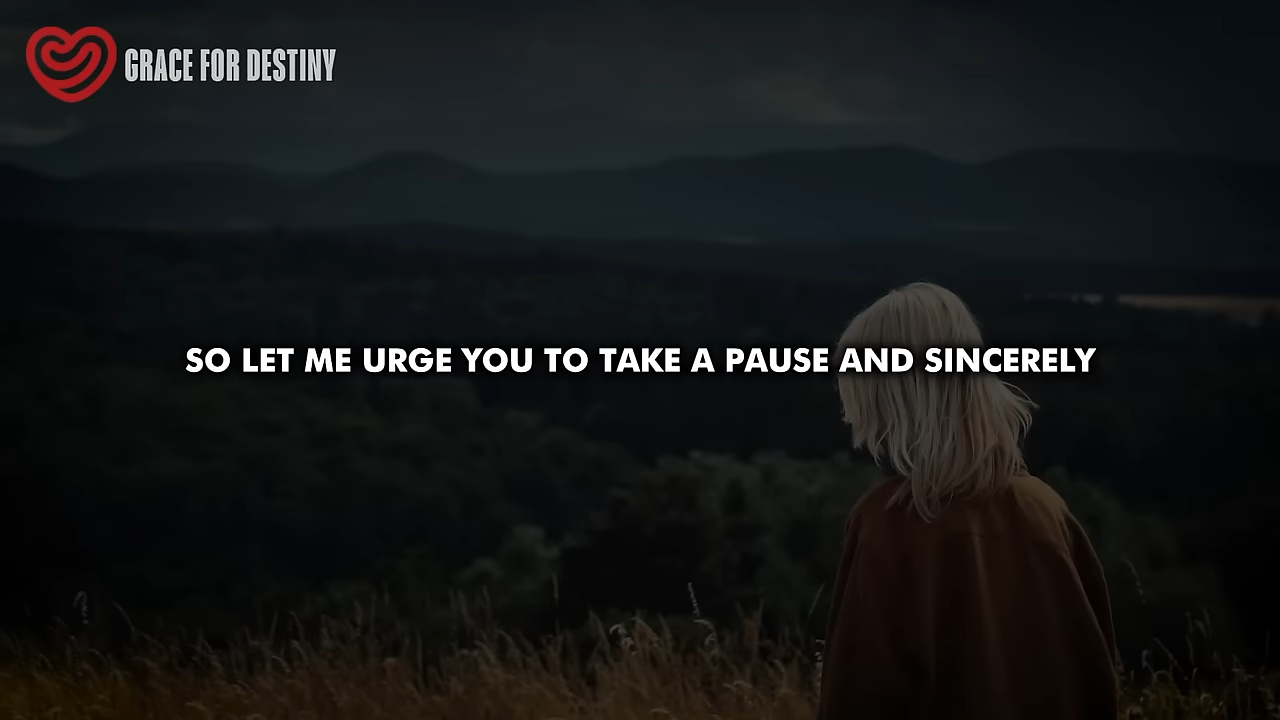 GRACE FOR DESTINY
SO LET ME URGE YOU TO TAKE A PAUSE AND SINCERELY